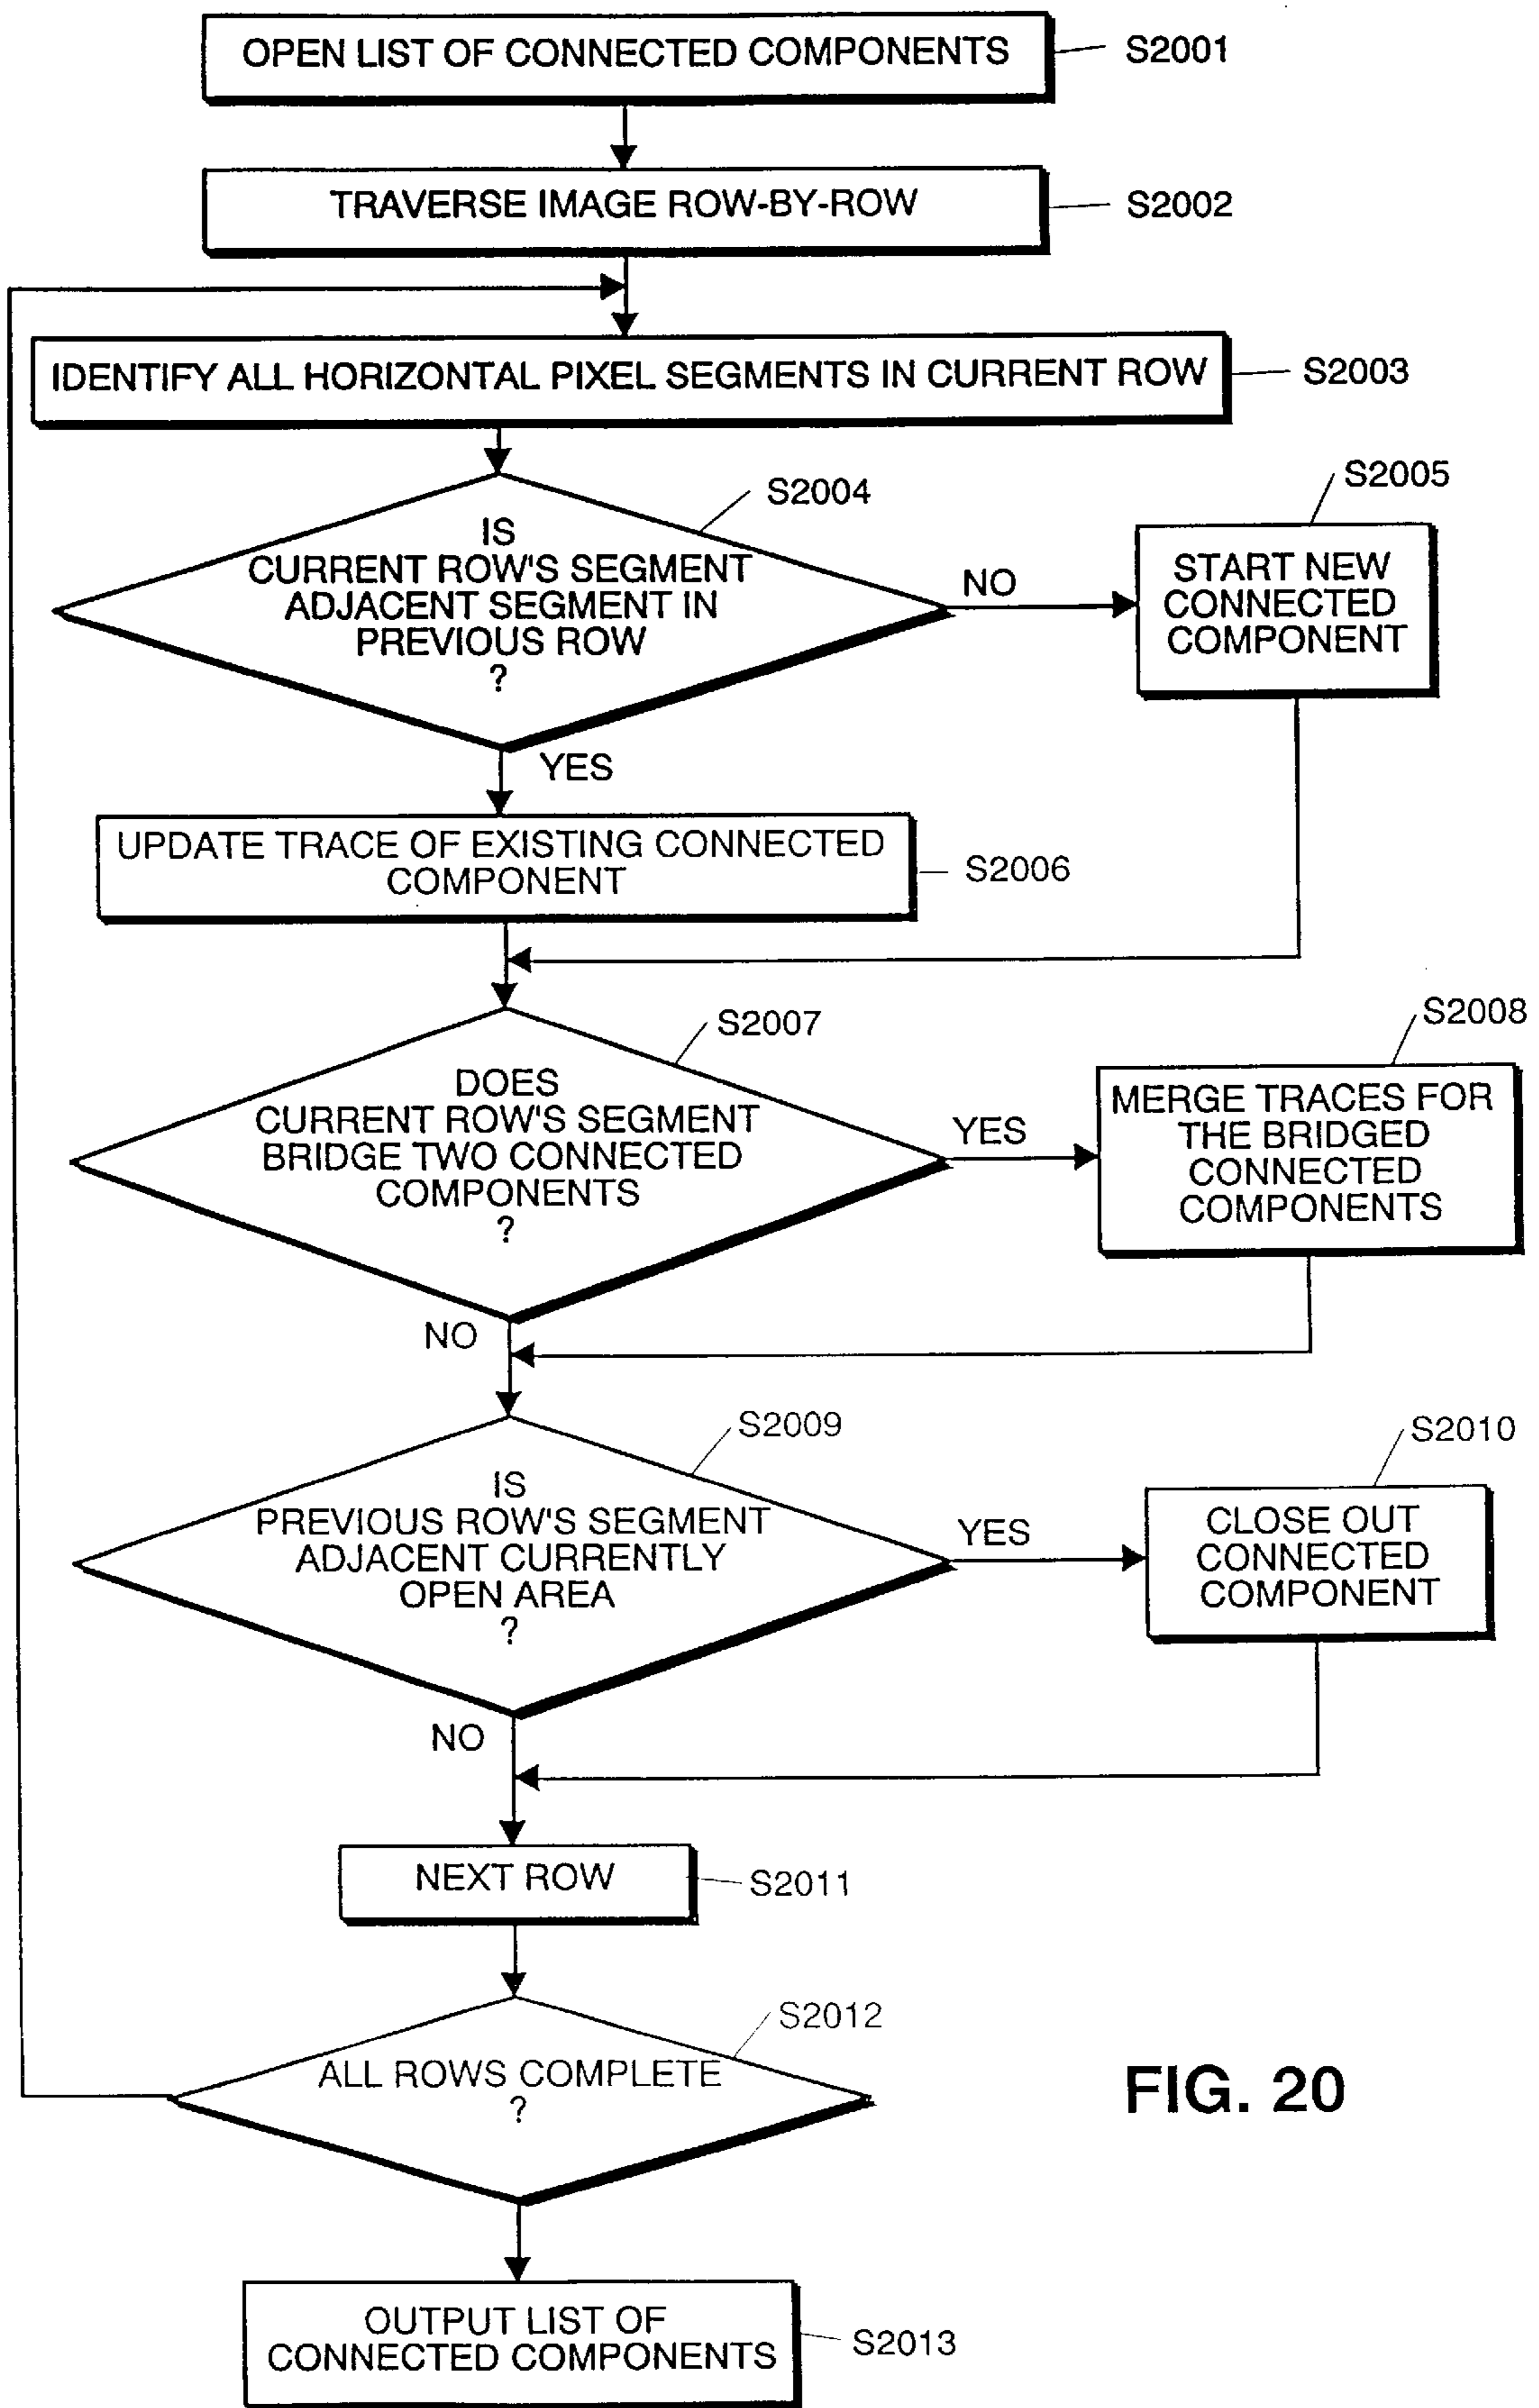 OPEN LIST OF CONNECTED COMPONENTS
S2001
TRAVERSE IMAGE ROW-BY-ROW
S2002
IDENTIFY ALL HORIZONTAL PIXEL SEGMENTS IN CURRENT ROW
S2003
S2004
IS
CURRENT ROW'S SEGMENT
ADJACENT SEGMENT IN
PREVIOUS ROW
?
NO
S2005
START NEW
CONNECTED
COMPONENT
YES
UPDATE TRACE OF EXISTING CONNECTED
COMPONENT
S2006
S2007
DOES
CURRENT ROW'S SEGMENT
BRIDGE TWO CONNECTED
COMPONENTS
?
YES
S2008
MERGE TRACES FOR
THE BRIDGED
CONNECTED
COMPONENTS
NO
S2009
IS
PREVIOUS ROW'S SEGMENT
ADJACENT CURRENTLY
OPEN AREA
?
YES
S2010
CLOSE OUT
CONNECTED
COMPONENT
NO
NEXT ROW
S2011
S2012
ALL ROWS COMPLETE
?
FIG. 20
OUTPUT LIST OF
CONNECTED COMPONENTS
S2013